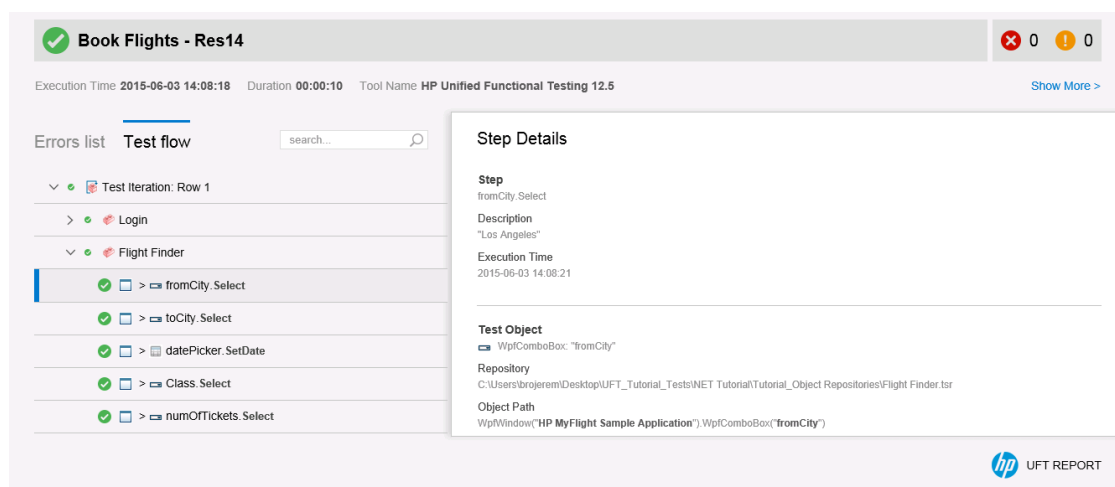 Book Flights - Res14
0
0
Execution Time 2015-06-03 14:08:18 Duration 00:00:10 Tool Name HP Unified Functional Testing 12.5
Show More >
Errors list
Test flow
search...
Test Iteration: Row 1
Login
Flight Finder
> fromCity.Select
> toCity.Select
> datePicker.SetDate
> Class.Select
> numOfTickets.Select
Step Details
Step
fromCity.Select
Description
"Los Angeles"
Execution Time
2015-06-03 14:08:21
Test Object
WpfComboBox: "fromCity"
Repository
C:\Users\brojerem\Desktop\UFT_Tutorial_Tests\NET Tutorial\Tutorial_Object Repositories\Flight Finder.tsr
Object Path
WpfWindow("HP MyFlight Sample Application").WpfComboBox("fromCity")
hp UFT REPORT